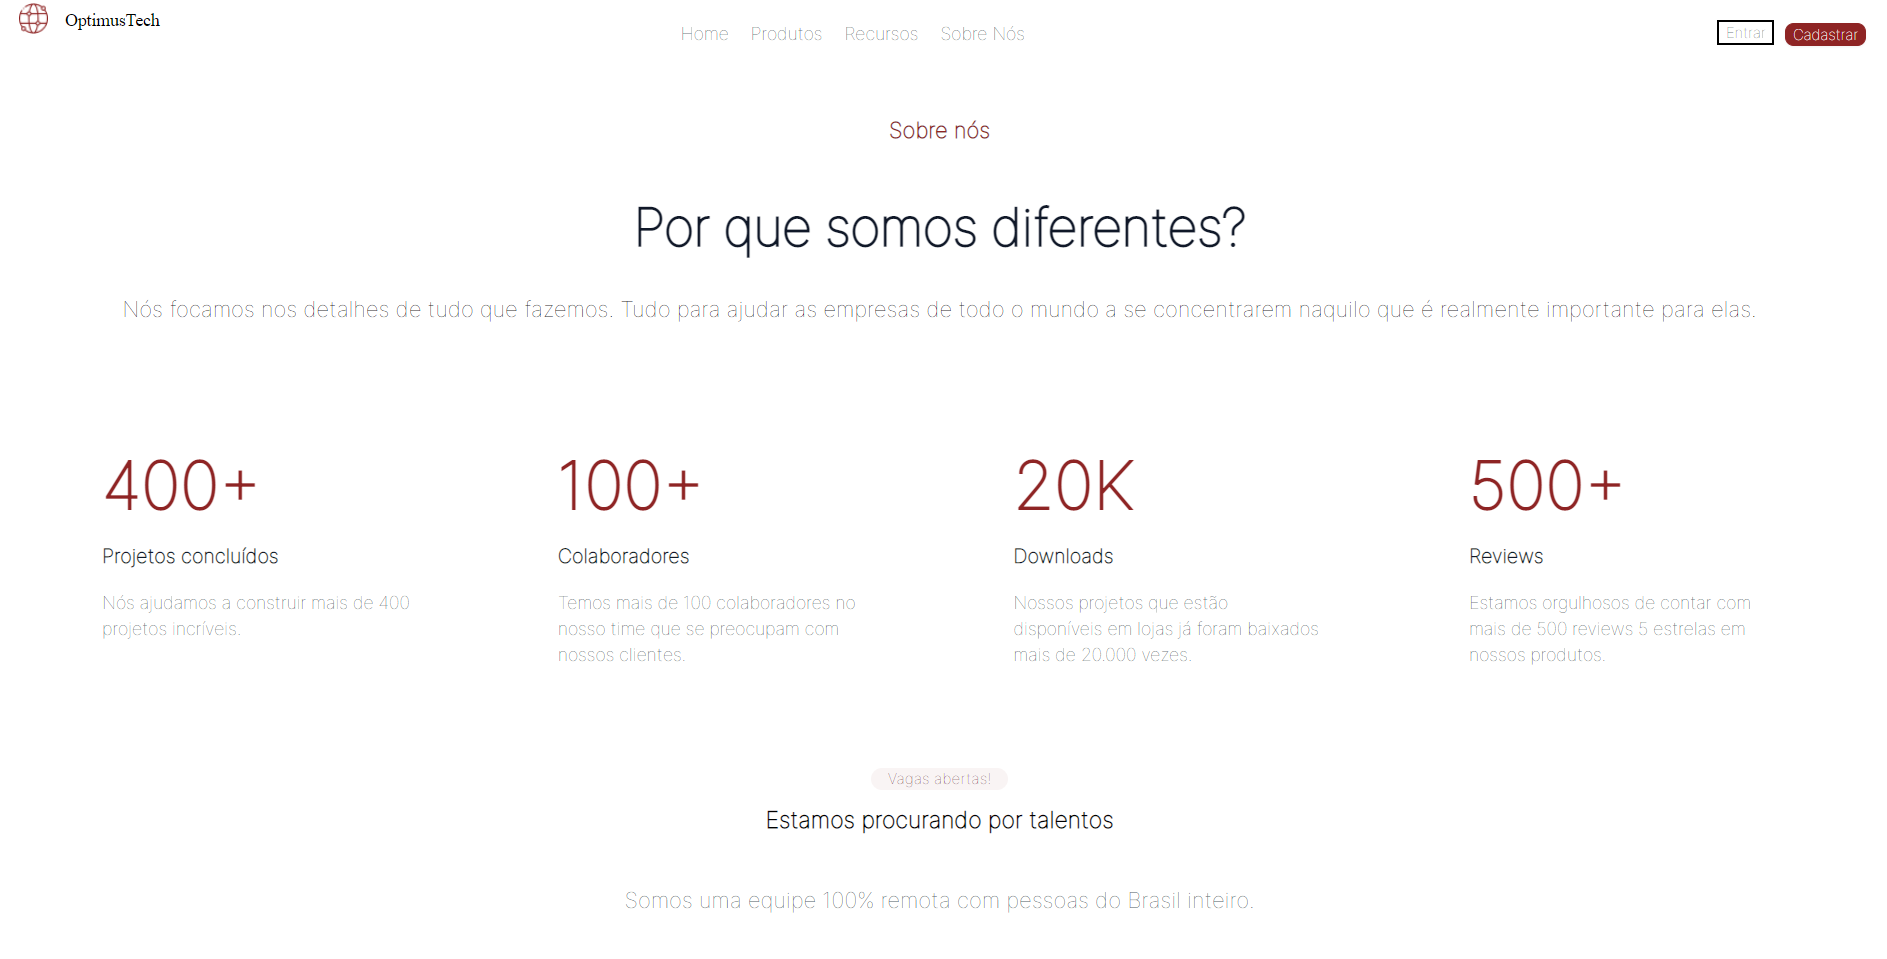 OptimusTech
Home Produtos Recursos Sobre Nós
Entrar Cadastrar
Sobre nós
Por que somos diferentes?
Nós focamos nos detalhes de tudo que fazemos. Tudo para ajudar as empresas de todo o mundo a se concentrarem naquilo que é realmente importante para elas.
400+
Projetos concluídos
Nós ajudamos a construir mais de 400
projetos incríveis.
100+
Colaboradores
Temos mais de 100 colaboradores no
nosso time que se preocupam com
nossos clientes.
20K
Downloads
Nossos projetos que estão
disponíveis em lojas já foram baixados
mais de 20.000 vezes.
500+
Reviews
Estamos orgulhosos de contar com
mais de 500 reviews 5 estrelas em
nossos produtos.
Vagas abertas!
Estamos procurando por talentos
Somos uma equipe 100% remota com pessoas do Brasil inteiro.